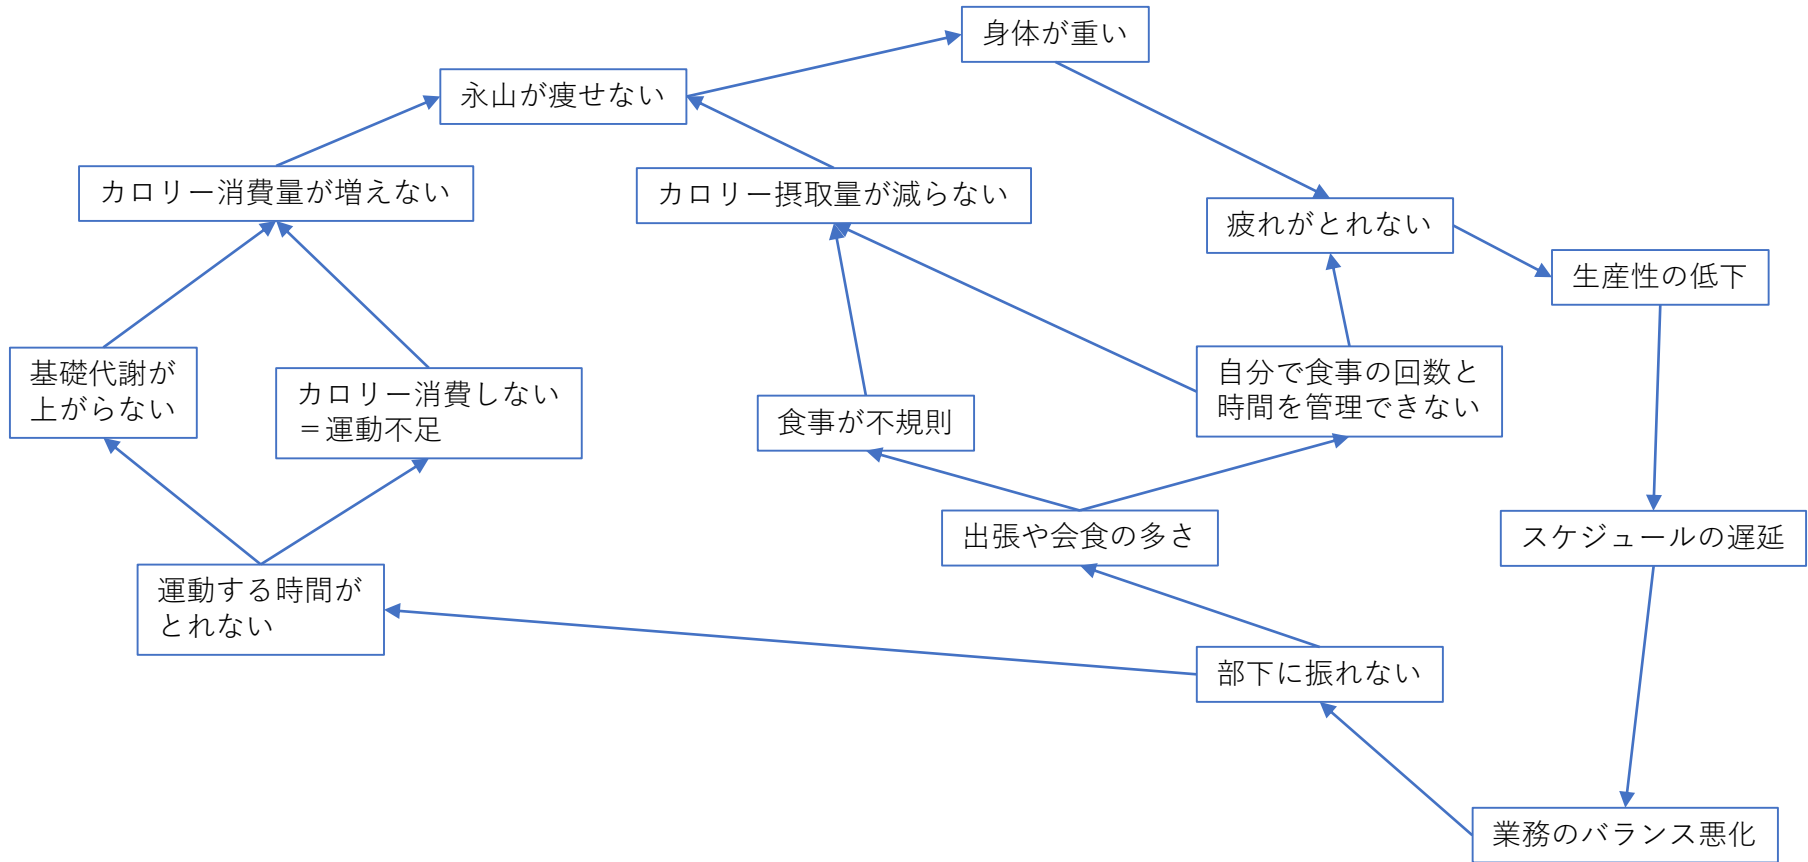 身体が重い
永山が痩せない
カロリー消費量が増えない
カロリー摂取量が減らない
疲れがとれない
生産性の低下
基礎代謝が
上がらない
カロリー消費しない
＝運動不足
食事が不規則
自分で食事の回数と
時間を管理できない
出張や会食の多さ
スケジュールの遅延
運動する時間が
とれない
部下に振れない
業務のバランス悪化